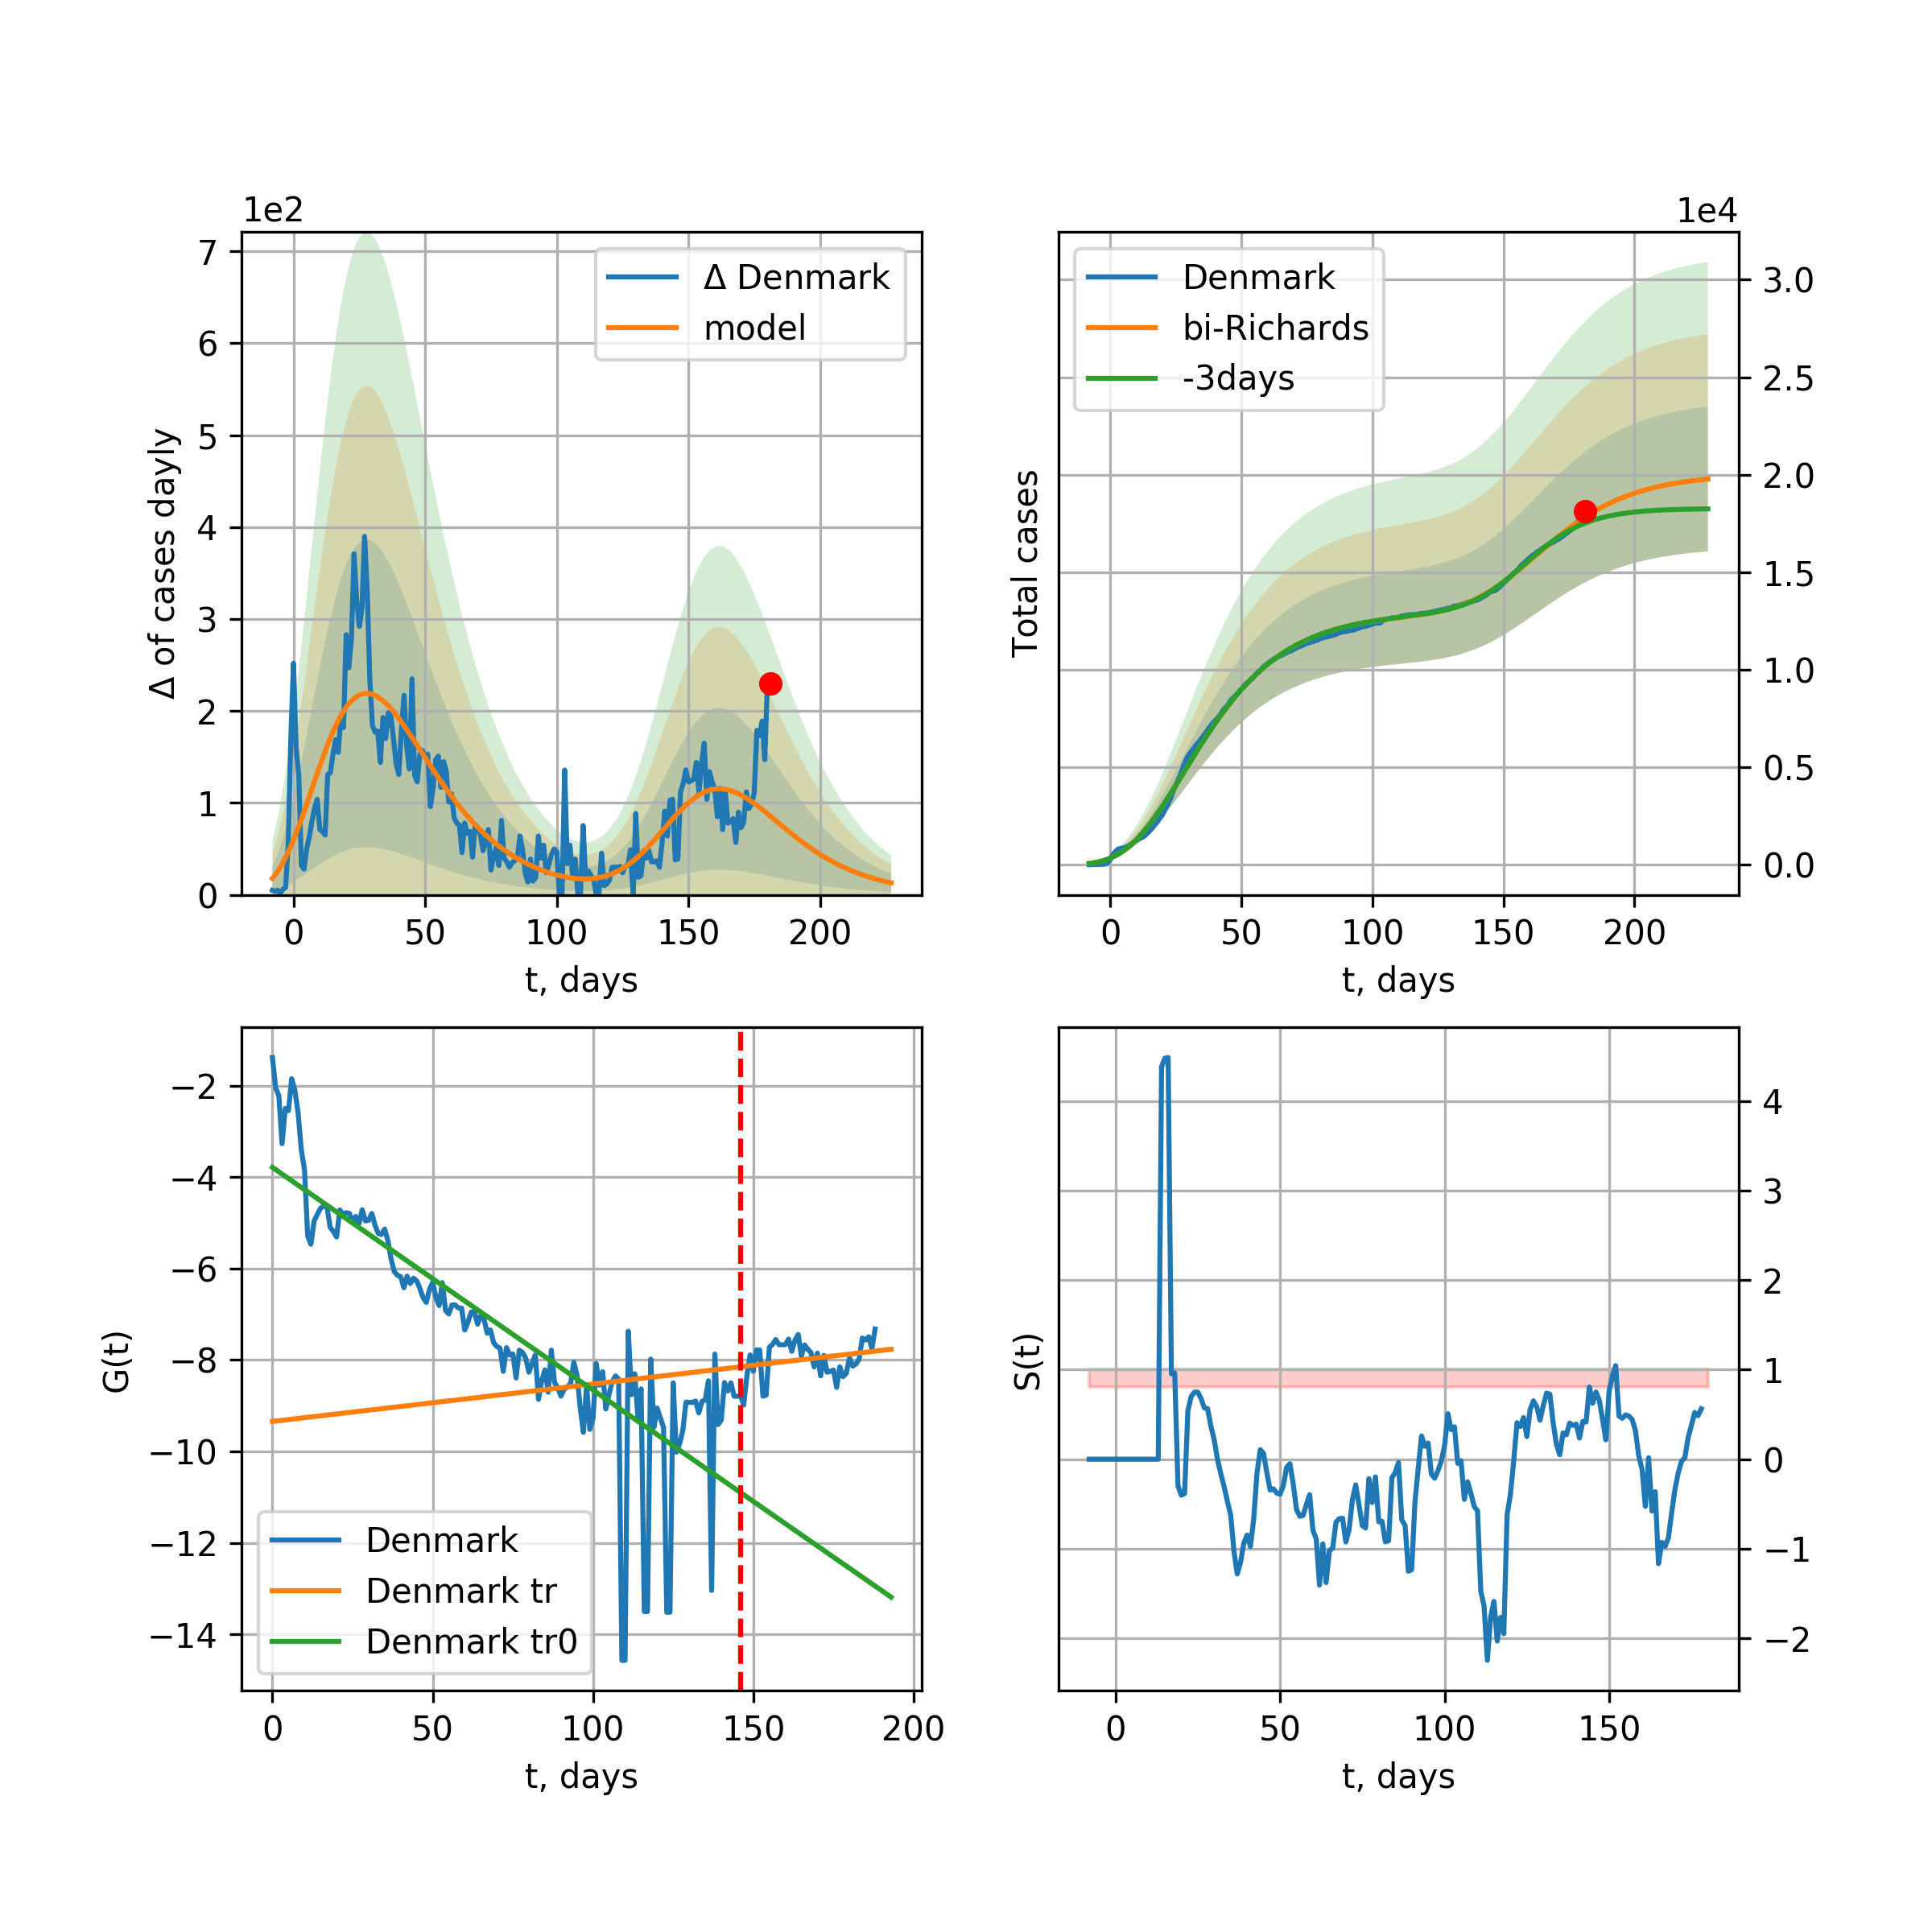 1e2
Δ of cases dayly
7
6
5
4
3
2
1
0
Δ Denmark
model
0 50 100 150 200
t, days
1e4
Total cases
Denmark
bi-Richards
-3days
3.0
2.5
2.0
1.5
1.0
0.5
0.0
0 50 100 150 200
t, days
G(t)
−2
−4
−6
−8
−10
−12
−14
Denmark
Denmark tr
Denmark tr0
0 50 100 150 200
t, days
S(t)
4
3
2
1
0
−1
−2
0 50 100 150
t, days